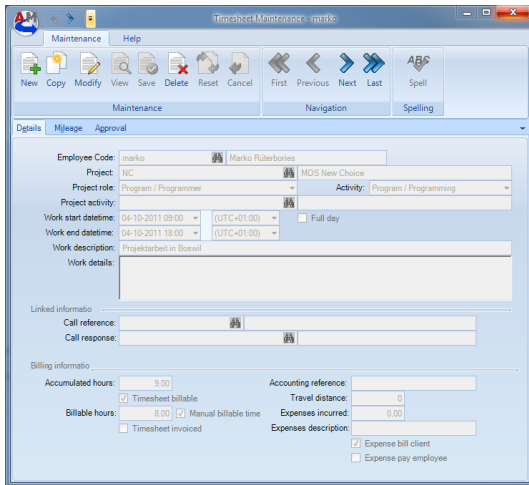 AM Timesheet Maintenance - marko
Maintenance Help
New Copy Modify View Save Delete Reset Cancel First Previous Next Last ABC Spell
Maintenance Navigation Spelling
Details Mileage Approval
Employee Code: marko Marko Rüterbories
Project: NC MOS New Choice
Project role: Program / Programmer Activity: Program / Programming
Project activity:
Work start datetime: 04-10-2011 09:00 (UTC+01:00) Full day
Work end datetime: 04-10-2011 18:00 (UTC+01:00)
Work description: Projektarbeit in Boswil
Work details:
Linked informatio
Call reference:
Call response:
Billing informatio
Accumulated hours: 9,00 Accounting reference:
Timesheet billable Travel distance: 0
Billable hours: 8,00 Manual billable time Expenses incurred: 0,00
Timesheet invoiced Expenses description:
Expense bill client
Expense pay employee